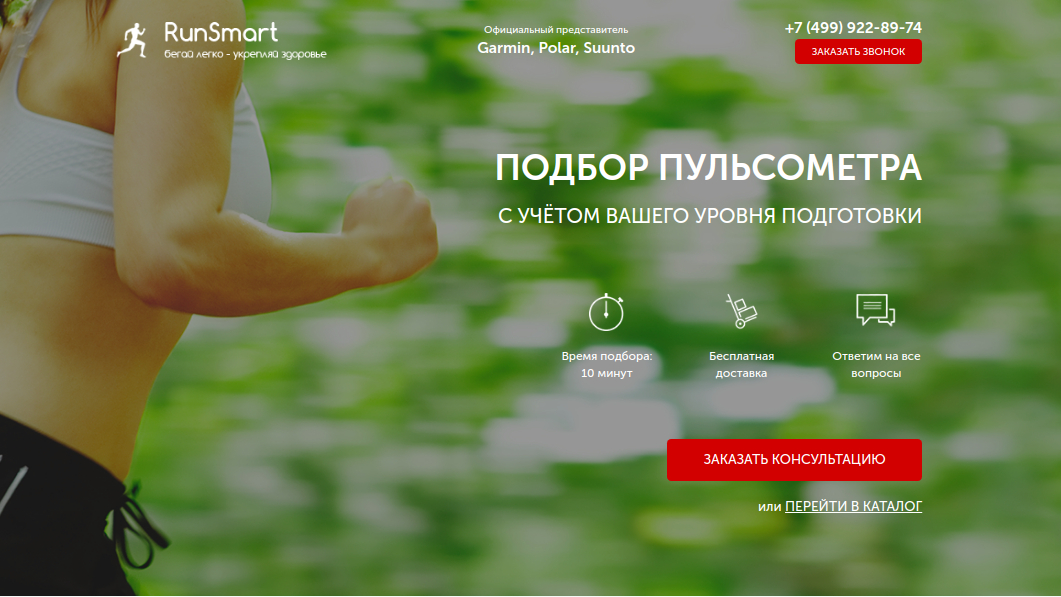 RunSmart
бегай легко - укрепляй здоровье
Официальный представитель
Garmin, Polar, Suunto
+7 (499) 922-89-74
ЗАКАЗАТЬ ЗВОНОК
ПОДБОР ПУЛЬСОМЕТРА
С УЧЁТОМ ВАШЕГО УРОВНЯ ПОДГОТОВКИ
Время подбора:
10 минут
Бесплатная
доставка
Ответим на все
вопросы
ЗАКАЗАТЬ КОНСУЛЬТАЦИЮ
или ПЕРЕЙТИ В КАТАЛОГ